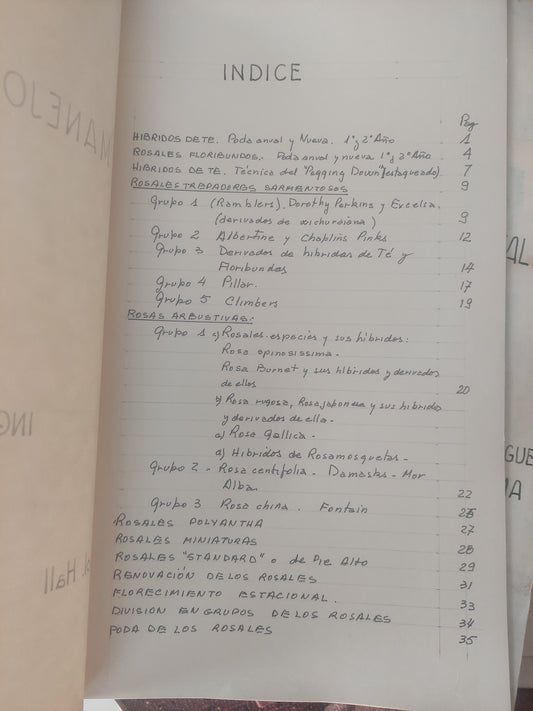 INDICE
Pag
HIBRIDOS DE TE. Poda anual y Nueva. 1° y 2° Año 1
ROSALES FLORIBUNDOS. Poda anual y nueva 1° y 2° Año. 4
HIBRIDOS DE TE. Técnica del "Pegging Down" (estaqueado). 7
ROSALES TREPADORES SARMENTOSOS 9
Grupo 1 (Ramblers). Dorothy Perkins y Excelsa.
(derivados de wichuraiana) 9
Grupo 2 Albertine y Chaplins Pinks 12
Grupo 3 Derivados de hibridas de Té y
Floribundas 14
Grupo 4 Pillar. 17
Grupo 5 Climbers 19
ROSAS ARBUSTIVAS:
Grupo 1 a) Rosales especies y sus hibridos:
Rosa spinosissima.
Rosa Burnet y sus hibridos y derivados
de ellos 20
b) Rosa rugosa, Rosa japonesa y sus hibridos
y derivados de ella.
c) Rosa Gallica.
d) Hibridos de Rosamosquetas.
Grupo 2 - Rosa centifolia - Damasks - Mor
Alba. 22
Grupo 3 Rosa china. Fontain 26
ROSALES POLYANTHA 27
ROSALES MINIATURAS 28
ROSALES "STANDARD" o de Pie Alto 29
RENOVACIÓN DE LOS ROSALES 31
FLORECIMIENTO ESTACIONAL. 33
DIVISION EN GRUPOS DE LOS ROSALES 34
PODA DE LOS ROSALES 35
MANEJO
Hall
AL
GUE